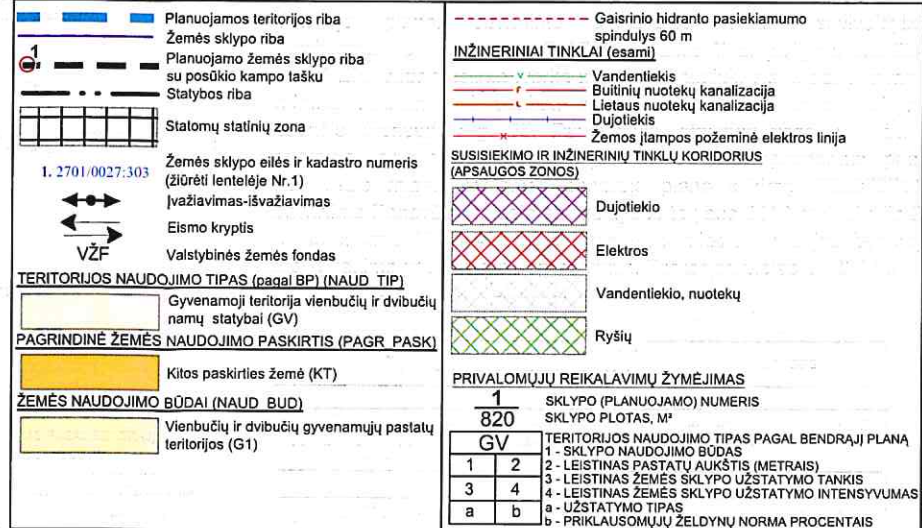 Planuojamos teritorijos riba
Žemės sklypo riba
1
Planuojamo žemės sklypo riba
su posūkio kampo tašku
Statybos riba
Statomų statinių zona
1. 2701/0027:303
Žemės sklypo eilės ir kadastro numeris
(žiūrėti lentelėje Nr.1)
Įvažiavimas-išvažiavimas
Eismo kryptis
VŽF
Valstybinės žemės fondas
TERITORIJOS NAUDOJIMO TIPAS (pagal BP) (NAUD_TIP)
Gyvenamoji teritorija vienbučių ir dvibučių
namų statybai (GV)
PAGRINDINĖ ŽEMĖS NAUDOJIMO PASKIRTIS (PAGR_PASK)
Kitos paskirties žemė (KT)
ŽEMĖS NAUDOJIMO BŪDAI (NAUD_BUD)
Vienbučių ir dvibučių gyvenamųjų pastatų
teritorijos (G1)
Gaisrinio hidranto pasiekiamumo
spindulys 60 m
INŽINERINIAI TINKLAI (esami)
V
Vandentiekis
F
Buitinių nuotekų kanalizacija
L
Lietaus nuotekų kanalizacija
Dujotiekis
Žemos įtampos požeminė elektros linija
SUSISIEKIMO IR INŽINERINIŲ TINKLŲ KORIDORIUS
(APSAUGOS ZONOS)
Dujotiekio
Elektros
Vandentiekio, nuotekų
Ryšių
PRIVALOMŲJŲ REIKALAVIMŲ ŽYMĖJIMAS
1
SKLYPO (PLANUOJAMO) NUMERIS
820
SKLYPO PLOTAS, M²
GV
1 2
3 4
a b
TERITORIJOS NAUDOJIMO TIPAS PAGAL BENDRĄJĮ PLANĄ
1 - SKLYPO NAUDOJIMO BŪDAS
2 - LEISTINAS PASTATŲ AUKŠTIS (METRAIS)
3 - LEISTINAS ŽEMĖS SKLYPO UŽSTATYMO TANKIS
4 - LEISTINAS ŽEMĖS SKLYPO UŽSTATYMO INTENSYVUMAS
a - UŽSTATYMO TIPAS
b - PRIKLAUSOMŲJŲ ŽELDYNŲ NORMA PROCENTAIS